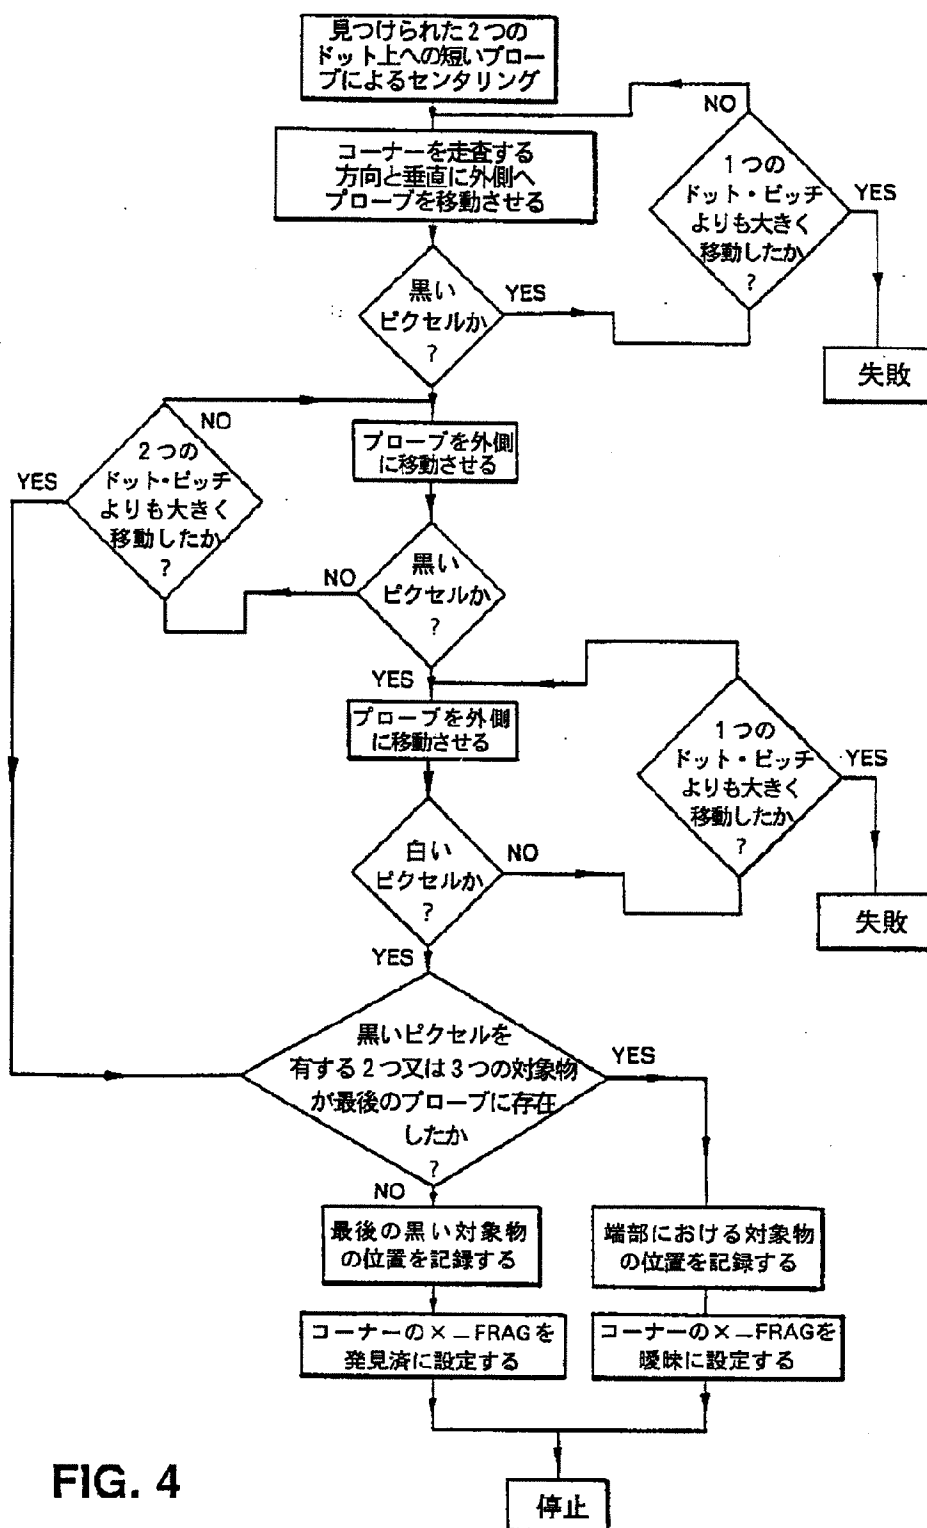 見つけられた2つの
ドット上への短いプロー
ブによるセンタリング
NO
コーナーを走査する
方向と垂直に外側へ
プローブを移動させる
1つの
ドット・ピッチ
よりも大きく
移動したか
?
YES
黒い
ピクセルか
?
YES
失敗
NO
プローブを外側
に移動させる
2つの
ドット・ピッチ
よりも大きく
移動したか
?
YES
黒い
ピクセルか
?
NO
YES
プローブを外側
に移動させる
1つの
ドット・ピッチ
よりも大きく
移動したか
?
YES
白い
ピクセルか
?
NO
失敗
YES
黒いピクセルを
有する2つ又は3つの対象物
が最後のプローブに存在
したか
?
YES
NO
最後の黒い対象物
の位置を記録する
端部における対象物
の位置を記録する
コーナーの×−FRAGを
発見済に設定する
コーナーの×−FRAGを
曖昧に設定する
FIG. 4
停止